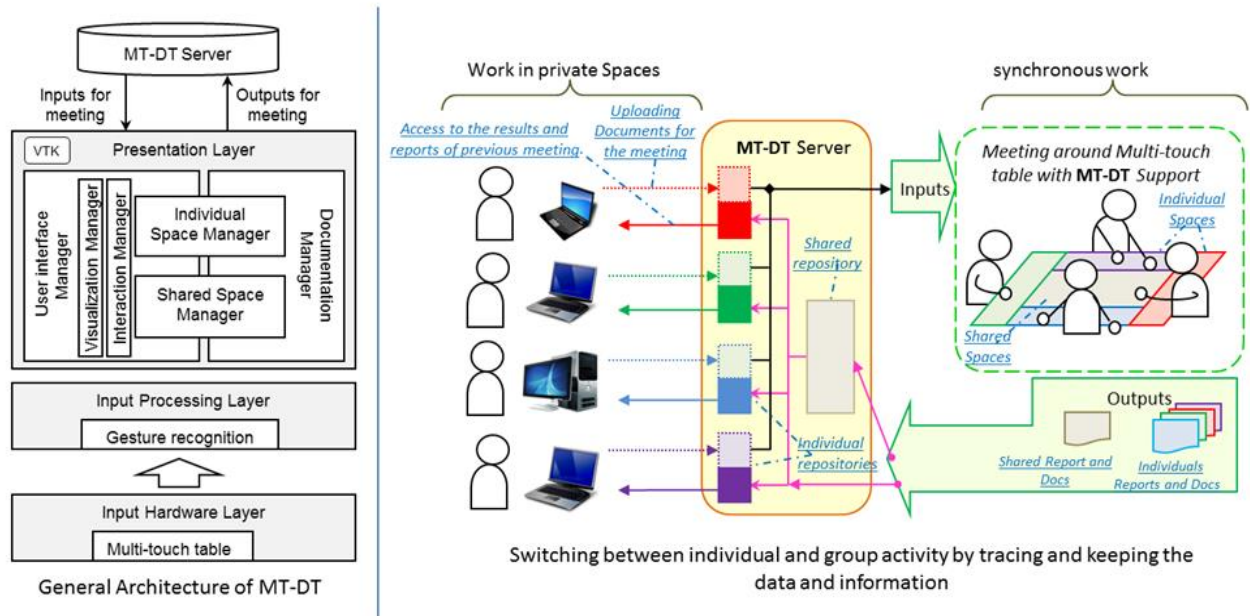 MT-DT Server
Inputs for
meeting
Outputs for
meeting
VTK
Presentation Layer
User interface
Manager
Visualization Manager
Interaction Manager
Individual
Space Manager
Shared Space
Manager
Documentation
Manager
Input Processing Layer
Gesture recognition
Input Hardware Layer
Multi-touch table
General Architecture of MT-DT
Work in private Spaces
synchronous work
Access to the results and
reports of previous meeting
Uploading
Documents for
the meeting
MT-DT Server
Shared
repository
Individual
repositories
Inputs
Meeting around Multi-touch
table with MT-DT Support
Individual
Spaces
Shared
Spaces
Outputs
Shared Report and
Docs
Individuals
Reports and Docs
Switching between individual and group activity by tracing and keeping the
data and information